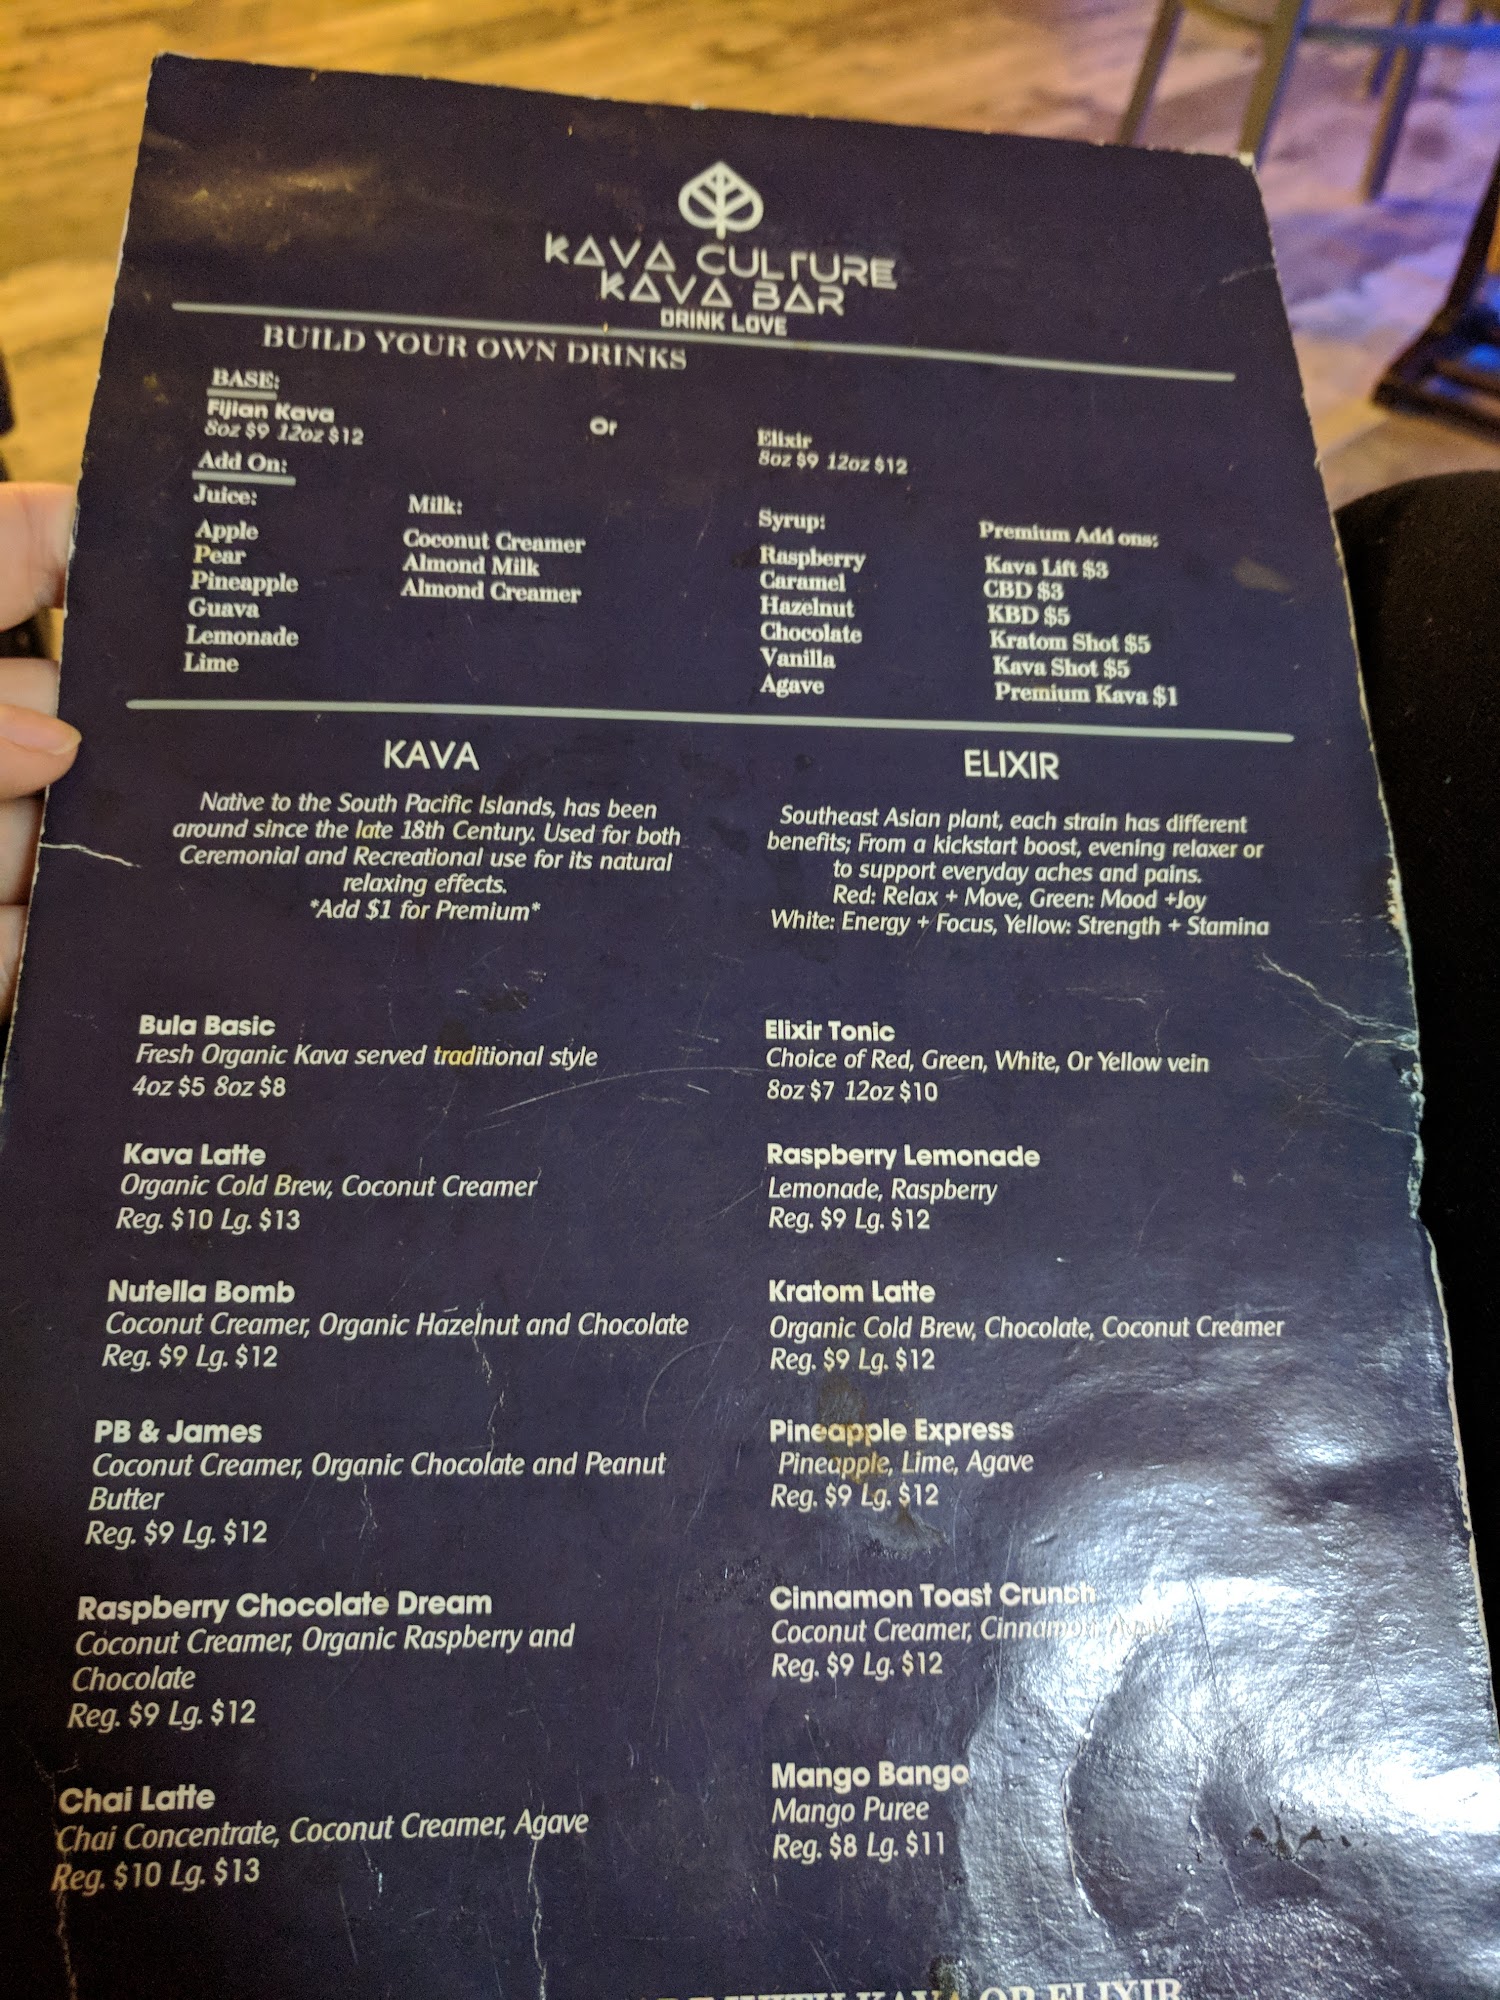 KAVA CULTURE
KAVA BAR
DRINK LOVE
BUILD YOUR OWN DRINKS
BASE:
Fijian Kava
8oz $9 12oz $12
Or
Elixir
8oz $9 12oz $12
Add On:
Juice:
Apple
Pear
Pineapple
Guava
Lemonade
Lime
Milk:
Coconut Creamer
Almond Milk
Almond Creamer
Syrup:
Raspberry
Caramel
Hazelnut
Chocolate
Vanilla
Agave
Premium Add ons:
Kava Lift $3
CBD $3
KBD $5
Kratom Shot $5
Kava Shot $5
Premium Kava $1
KAVA
Native to the South Pacific Islands, has been
around since the late 18th Century. Used for both
Ceremonial and Recreational use for its natural
relaxing effects.
*Add $1 for Premium*
Bula Basic
Fresh Organic Kava served traditional style
4oz $5 8oz $8
Kava Latte
Organic Cold Brew, Coconut Creamer
Reg. $10 Lg. $13
Nutella Bomb
Coconut Creamer, Organic Hazelnut and Chocolate
Reg. $9 Lg. $12
PB & James
Coconut Creamer, Organic Chocolate and Peanut
Butter
Reg. $9 Lg. $12
Raspberry Chocolate Dream
Coconut Creamer, Organic Raspberry and
Chocolate
Reg. $9 Lg. $12
Chai Latte
Chai Concentrate, Coconut Creamer, Agave
Reg. $10 Lg. $13
ELIXIR
Southeast Asian plant, each strain has different
benefits; From a kickstart boost, evening relaxer or
to support everyday aches and pains.
Red: Relax + Move, Green: Mood +Joy
White: Energy + Focus, Yellow: Strength + Stamina
Elixir Tonic
Choice of Red, Green, White, Or Yellow vein
8oz $7 12oz $10
Raspberry Lemonade
Lemonade, Raspberry
Reg. $9 Lg. $12
Kratom Latte
Organic Cold Brew, Chocolate, Coconut Creamer
Reg. $9 Lg. $12
Pineapple Express
Pineapple, Lime, Agave
Reg. $9 Lg. $12
Cinnamon Toast Crunch
Coconut Creamer, Cinnamon,
Reg. $9 Lg. $12
Mango Bango
Mango Puree
Reg. $8 Lg. $11
WITH KAVA OR ELIXIR